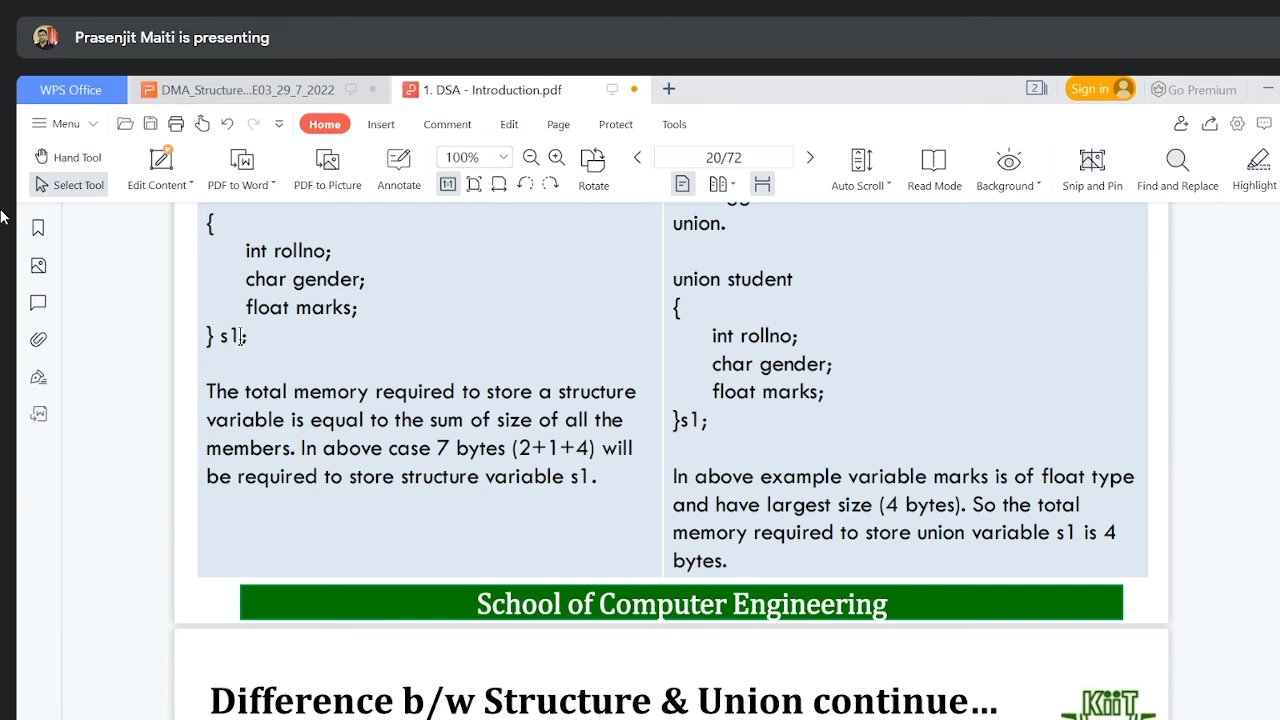 Prasenjit Maiti is presenting
WPS Office
DMA_Structure...E03_29_7_2022
1. DSA - Introduction.pdf
2
Sign in
Go Premium
Menu
Home
Insert
Comment
Edit
Page
Protect
Tools
Hand Tool
Select Tool
Edit Content
PDF to Word
PDF to Picture
Annotate
100%
Rotate
20/72
Auto Scroll
Read Mode
Background
Snip and Pin
Find and Replace
Highlight
{
int rollno;
char gender;
float marks;
} s1;
The total memory required to store a structure
variable is equal to the sum of size of all the
members. In above case 7 bytes (2+1+4) will
be required to store structure variable s1.
union.
union student
{
int rollno;
char gender;
float marks;
}s1;
In above example variable marks is of float type
and have largest size (4 bytes). So the total
memory required to store union variable s1 is 4
bytes.
School of Computer Engineering
Difference b/w Structure & Union continue...
KIIT